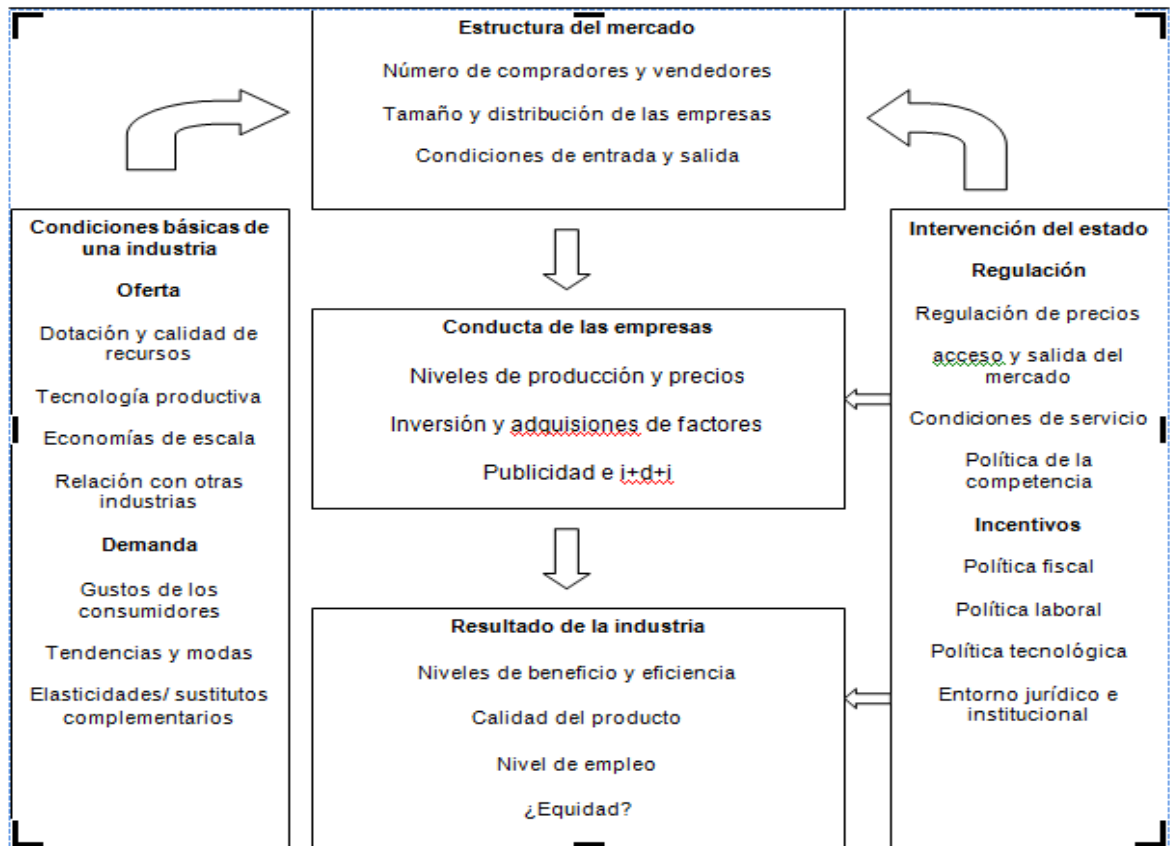 Estructura del mercado
Número de compradores y vendedores
Tamaño y distribución de las empresas
Condiciones de entrada y salida
Condiciones básicas de
una industria
Oferta
Dotación y calidad de
recursos
Tecnología productiva
Economías de escala
Relación con otras
industrias
Demanda
Gustos de los
consumidores
Tendencias y modas
Elasticidades/ sustitutos
complementarios
Conducta de las empresas
Niveles de producción y precios
Inversión y adquisiones de factores
Publicidad e i+d+i
Resultado de la industria
Niveles de beneficio y eficiencia
Calidad del producto
Nivel de empleo
¿Equidad?
Intervención del estado
Regulación
Regulación de precios
acceso y salida del
mercado
Condiciones de servicio
Política de la
competencia
Incentivos
Política fiscal
Política laboral
Política tecnológica
Entorno jurídico e
institucional